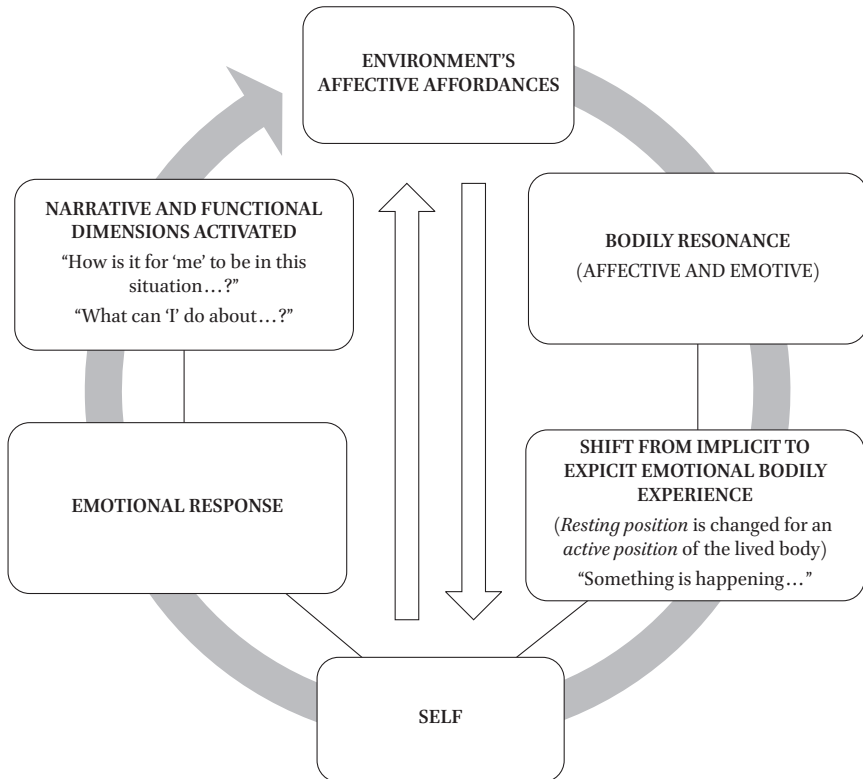 ENVIRONMENT'S
AFFECTIVE AFFORDANCES
NARRATIVE AND FUNCTIONAL
DIMENSIONS ACTIVATED
“How is it for ‘me’ to be in this
situation…?”
“What can ‘I’ do about…?”
BODILY RESONANCE
(AFFECTIVE AND EMOTIVE)
EMOTIONAL RESPONSE
SHIFT FROM IMPLICIT TO
EXPICIT EMOTIONAL BODILY
EXPERIENCE
(Resting position is changed for an
active position of the lived body)
“Something is happening…”
SELF